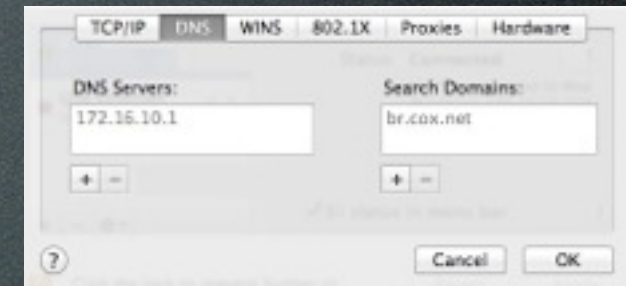 TCP/IP DNS WINS 802.1X Proxies Hardware
DNS Servers: Search Domains:
172.16.10.1 br.cox.net
+ - + -
? Cancel OK